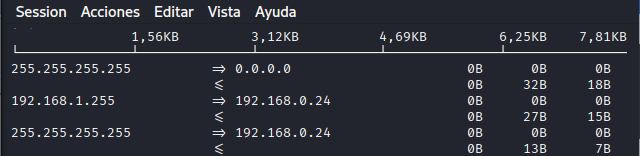 Session Acciones Editar Vista Ayuda
1,56KB 3,12KB 4,69KB 6,25KB 7,81KB
255.255.255.255 => 0.0.0.0 0B 0B 0B
<= 0B 32B 18B
192.168.1.255 => 192.168.0.24 0B 0B 0B
<= 0B 27B 15B
255.255.255.255 => 192.168.0.24 0B 0B 0B
<= 0B 13B 7B